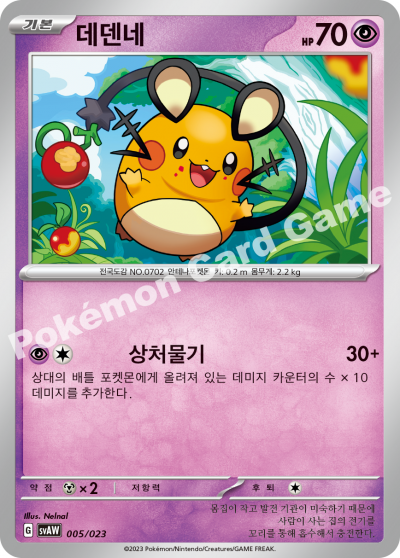 기본 데덴네 HP 70
전국도감 NO.0702 안테나포켓몬 키: 0.2 m 몸무게: 2.2 kg
Pokémon Card Game
상처물기 30+
상대의 배틀 포켓몬에게 올려져 있는 데미지 카운터의 수 × 10
데미지를 추가한다.
약점 ×2 저항력 후퇴
Illus. Nelnal
몸집이 작고 발전 기관이 미숙하기 때문에
사람이 사는 집의 전기를
꼬리를 통해 흡수해서 충전한다.
G svAW 005/023
©2023 Pokémon/Nintendo/Creatures/GAME FREAK.